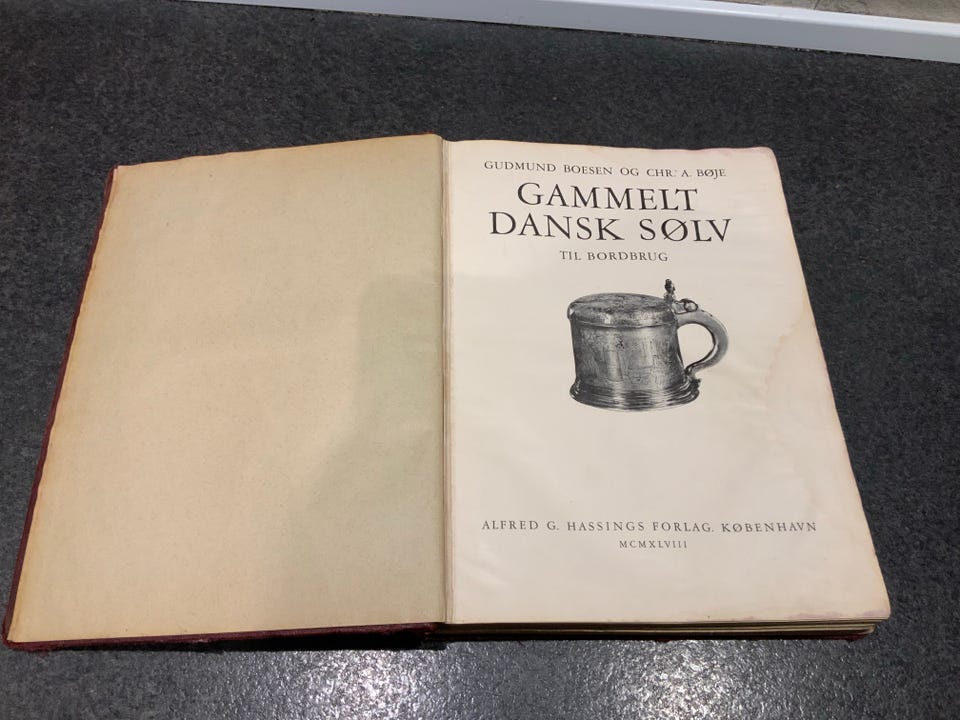 GUDMUND BOESEN OG CHR. A. BØJE
GAMMELT
DANSK SØLV
TIL BORDBRUG
ALFRED G. HASSINGS FORLAG. KØBENHAVN
MCMXLVIII